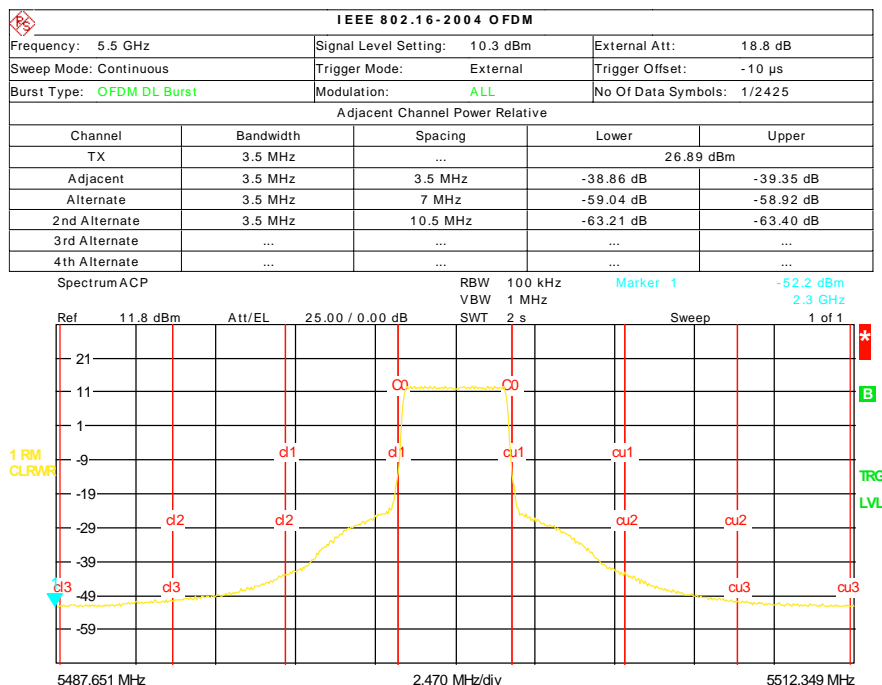 R S
IEEE 802.16-2004 OFDM
Frequency: 5.5 GHz Signal Level Setting: 10.3 dBm External Att: 18.8 dB
Sweep Mode: Continuous Trigger Mode: External Trigger Offset: -10 µs
Burst Type: OFDM DL Burst Modulation: ALL No Of Data Symbols: 1/2425
Adjacent Channel Power Relative
Channel Bandwidth Spacing Lower Upper
TX 3.5 MHz ... 26.89 dBm
Adjacent 3.5 MHz 3.5 MHz -38.86 dB -39.35 dB
Alternate 3.5 MHz 7 MHz -59.04 dB -58.92 dB
2nd Alternate 3.5 MHz 10.5 MHz -63.21 dB -63.40 dB
3rd Alternate ... ... ... ...
4th Alternate ... ... ... ...
Spectrum ACP RBW 100 kHz Marker 1 -52.2 dBm
VBW 1 MHz 2.3 GHz
Ref 11.8 dBm Att/EL 25.00 / 0.00 dB SWT 2 s Sweep 1 of 1
*
21
C0 C0
11 B
1
cl1 cl1 cu1 cu1
1 RM -9
CLRWR
TRG
-19
LVL
cl2 cl2 cu2 cu2
-29
-39
1
cl3 cl3 cu3 cu3
-49
-59
5487.651 MHz 2.470 MHz/div 5512.349 MHz